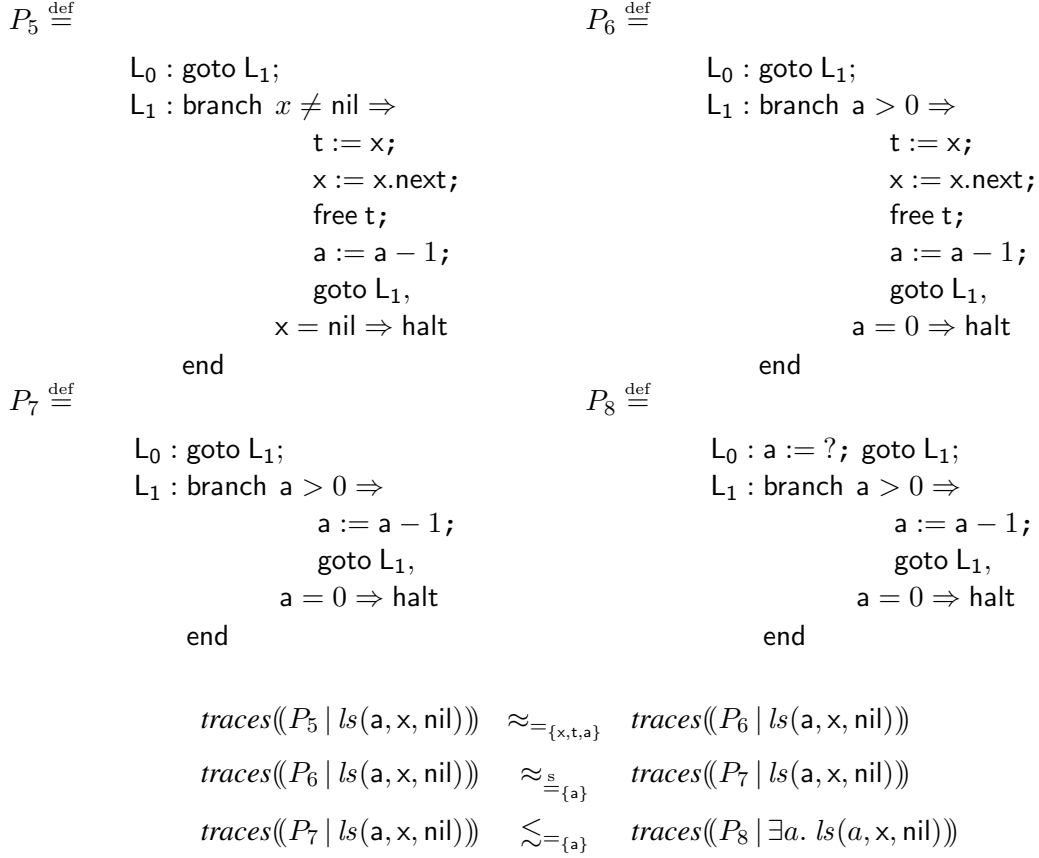 P₅ ≝
L₀ : goto L₁;
L₁ : branch x ≠ nil ⇒
t := x;
x := x.next;
free t;
a := a − 1;
goto L₁,
x = nil ⇒ halt
end
P₆ ≝
L₀ : goto L₁;
L₁ : branch a > 0 ⇒
t := x;
x := x.next;
free t;
a := a − 1;
goto L₁,
a = 0 ⇒ halt
end
P₇ ≝
L₀ : goto L₁;
L₁ : branch a > 0 ⇒
a := a − 1;
goto L₁,
a = 0 ⇒ halt
end
P₈ ≝
L₀ : a := ?; goto L₁;
L₁ : branch a > 0 ⇒
a := a − 1;
goto L₁,
a = 0 ⇒ halt
end
traces⦅P₅ | ls(a, x, nil)⦆ ≈_{=_{{x,t,a}}} traces⦅P₆ | ls(a, x, nil)⦆
traces⦅P₆ | ls(a, x, nil)⦆ ≈_{\overset{s}{=}_{{a}}} traces⦅P₇ | ls(a, x, nil)⦆
traces⦅P₇ | ls(a, x, nil)⦆ ≲_{=_{{a}}} traces⦅P₈ | ∃a. ls(a, x, nil)⦆